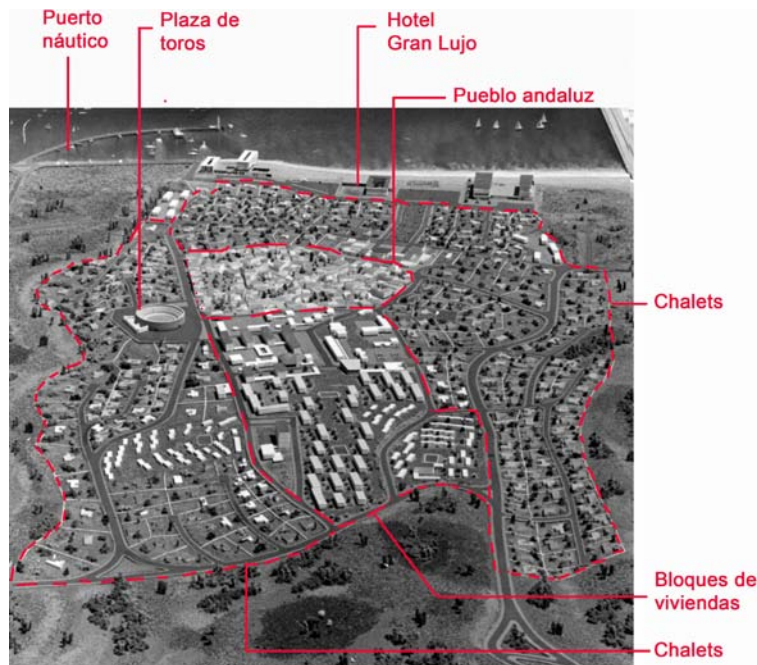 Puerto
náutico
Plaza de
toros
Hotel
Gran Lujo
Pueblo andaluz
Chalets
Bloques de
viviendas
Chalets